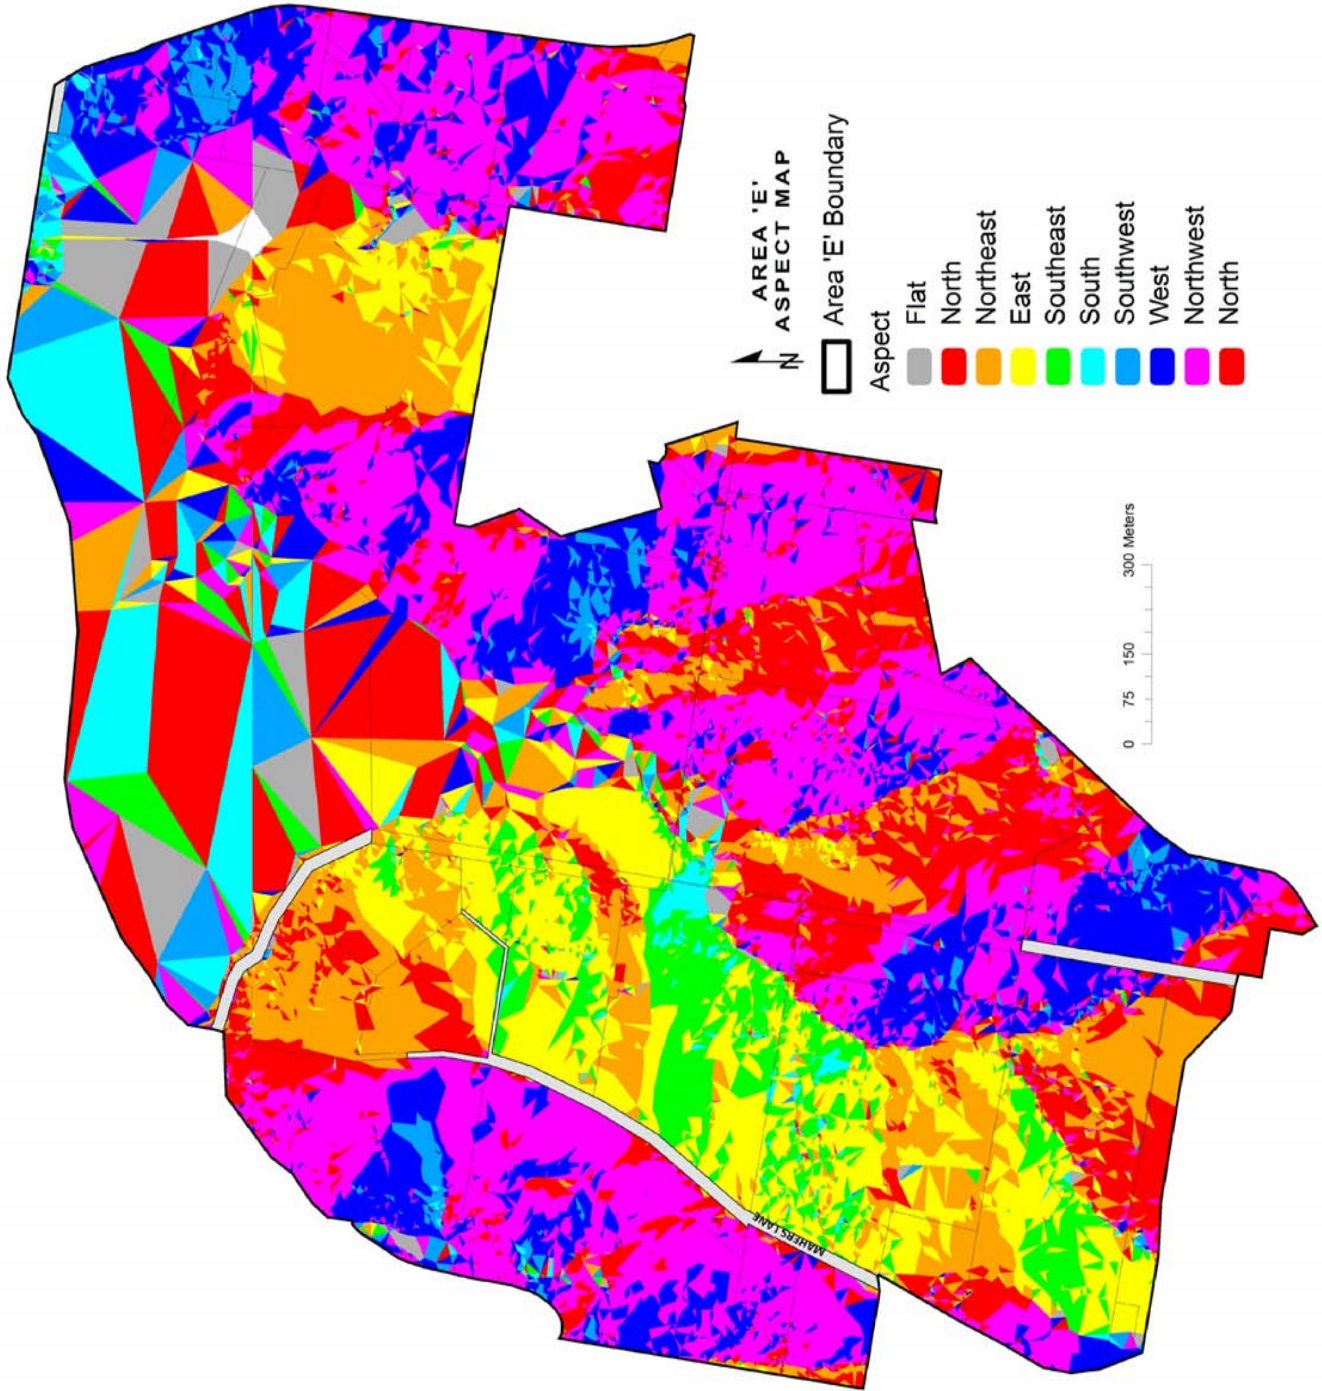 AREA 'E'
ASPECT MAP
N
Area 'E' Boundary
Aspect
Flat
North
Northeast
East
Southeast
South
Southwest
West
Northwest
North
0 75 150 300 Meters
MAHERS LANE